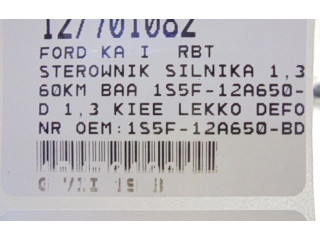 127701082
FORD KA I RBT
STEROWNIK SILNIKA 1,3
60KM BAA 1S5F-12A650-
D 1,3 KIEE LEKKO DEFO
NR OEM:1S5F-12A650-BD